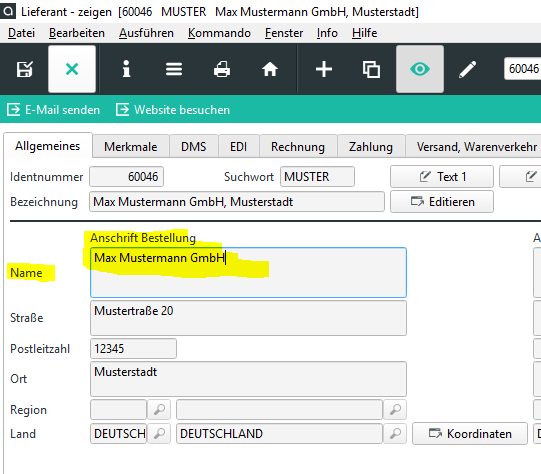 Lieferant - zeigen [60046 MUSTER Max Mustermann GmbH, Musterstadt]
Datei Bearbeiten Ausführen Kommando Fenster Info Hilfe
60046
E-Mail senden Website besuchen
Allgemeines Merkmale DMS EDI Rechnung Zahlung Versand, Warenverkehr
Identnummer 60046 Suchwort MUSTER Text 1
Bezeichnung Max Mustermann GmbH, Musterstadt Editieren
Anschrift Bestellung A
Name Max Mustermann GmbH
Straße Mustertraße 20
Postleitzahl 12345
Ort Musterstadt
Region
Land DEUTSCH DEUTSCHLAND Koordinaten D